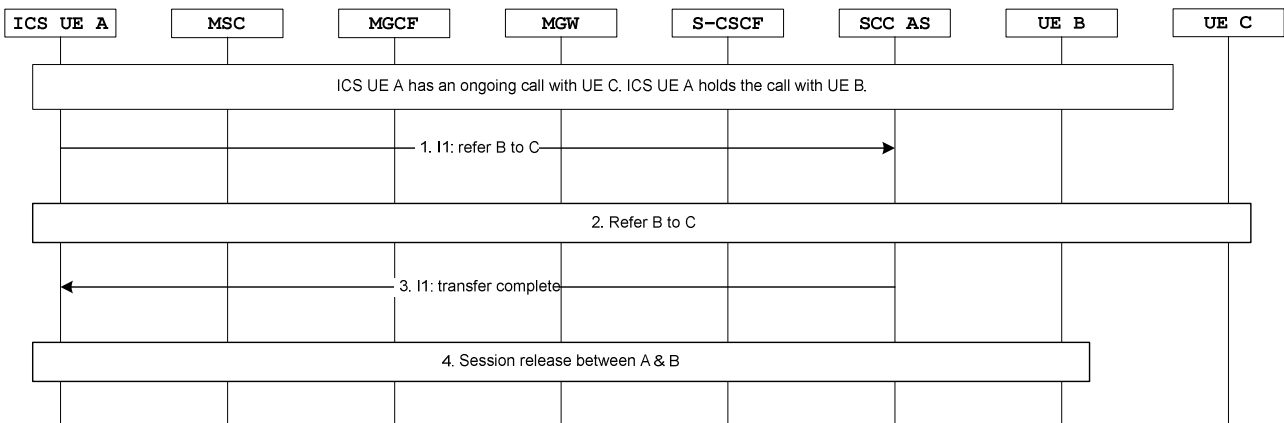 ICS UE A MSC MGCF MGW S-CSCF SCC AS UE B UE C
ICS UE A has an ongoing call with UE C. ICS UE A holds the call with UE B.
1. I1: refer B to C
2. Refer B to C
3. I1: transfer complete
4. Session release between A & B